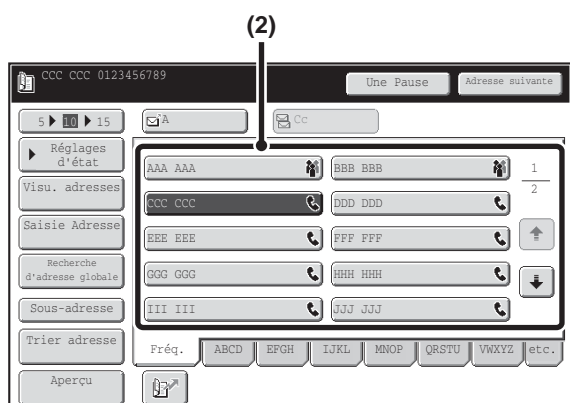 (2)
CCC CCC 0123456789
Une Pause
Adresse suivante
5 10 15
A
Cc
Réglages
d'état
Visu. adresses
Saisie Adresse
Recherche
d'adresse globale
Sous-adresse
Trier adresse
Aperçu
AAA AAA
BBB BBB
CCC CCC
DDD DDD
EEE EEE
FFF FFF
GGG GGG
HHH HHH
III III
JJJ JJJ
1
2
Fréq.
ABCD
EFGH
IJKL
MNOP
QRSTU
VWXYZ
etc.